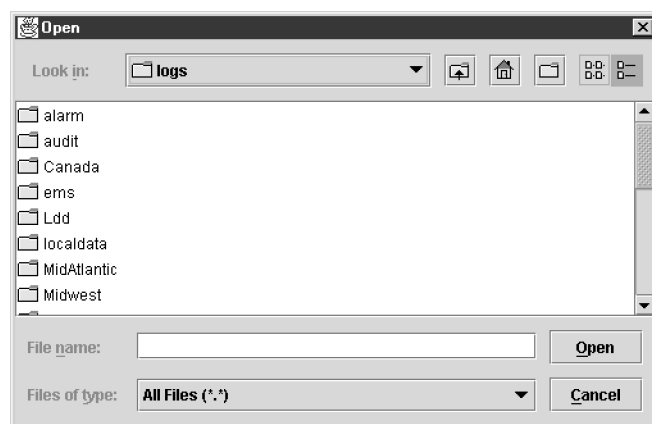 Open
Look in: logs
alarm
audit
Canada
ems
Ldd
localdata
MidAtlantic
Midwest
File name: Open
Files of type: All Files (*.*) Cancel